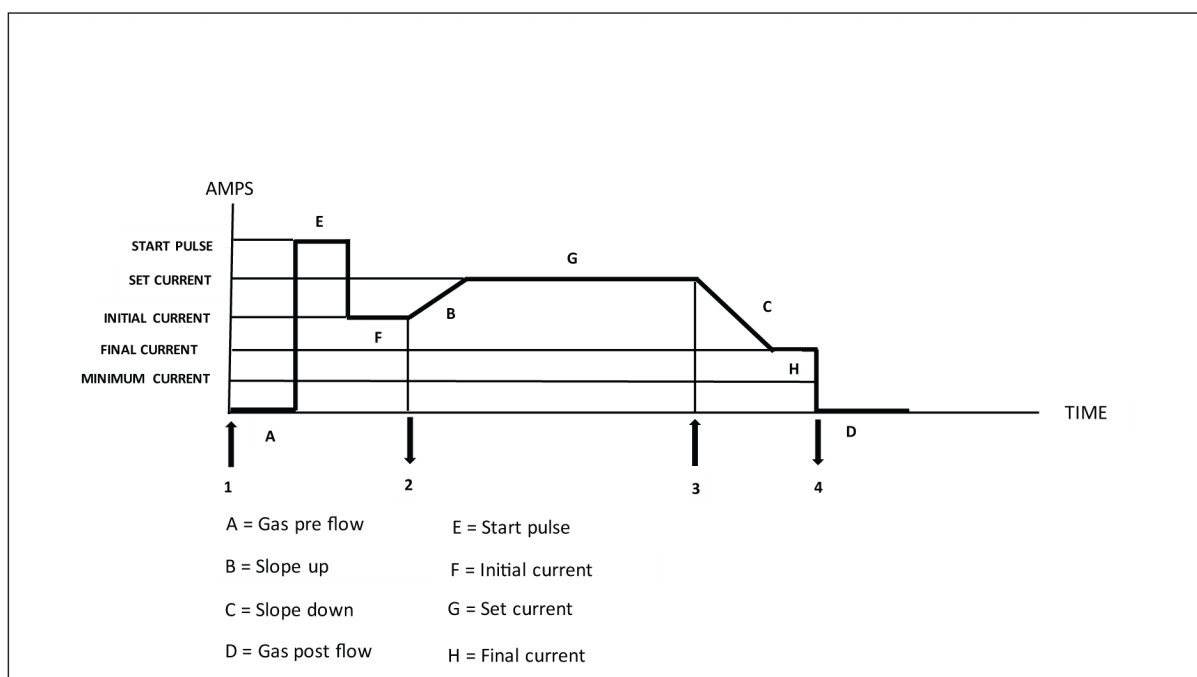 AMPS
E
START PULSE
SET CURRENT
G
INITIAL CURRENT
B
C
F
FINAL CURRENT
H
MINIMUM CURRENT
TIME
A
D
1
2
3
4
A = Gas pre flow
E = Start pulse
B = Slope up
F = Initial current
C = Slope down
G = Set current
D = Gas post flow
H = Final current